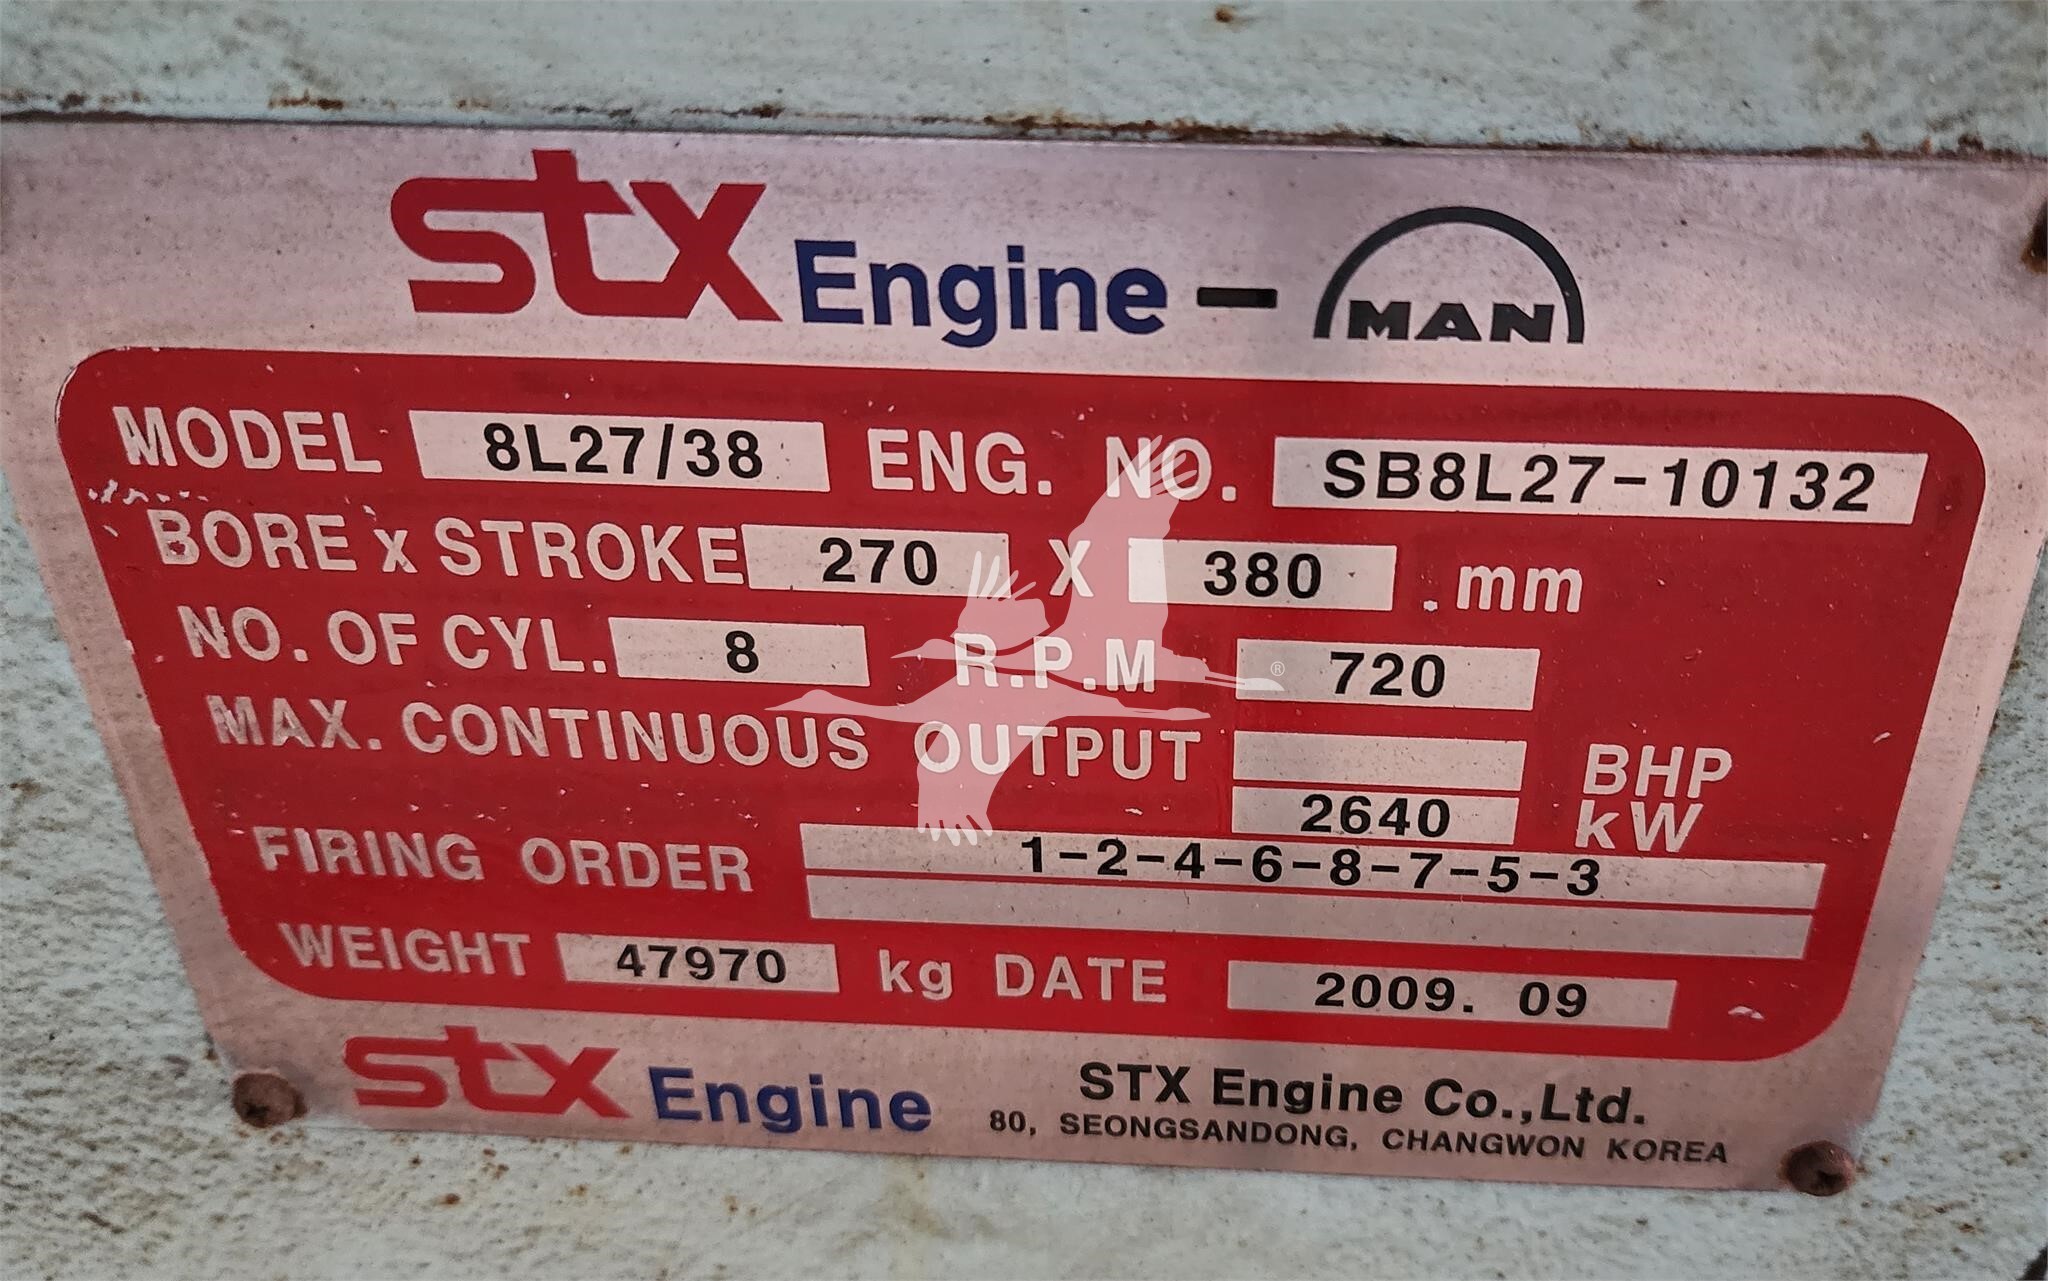 STX Engine - MAN
MODEL 8L27/38 ENG. NO. SB8L27-10132
BORE x STROKE 270 X 380 mm
NO. OF CYL. 8 R.P.M 720
MAX. CONTINUOUS OUTPUT BHP
2640 kW
FIRING ORDER 1-2-4-6-8-7-5-3
WEIGHT 47970 kg DATE 2009. 09
STX Engine STX Engine Co.,Ltd.
80, SEONGSANDONG, CHANGWON KOREA
®